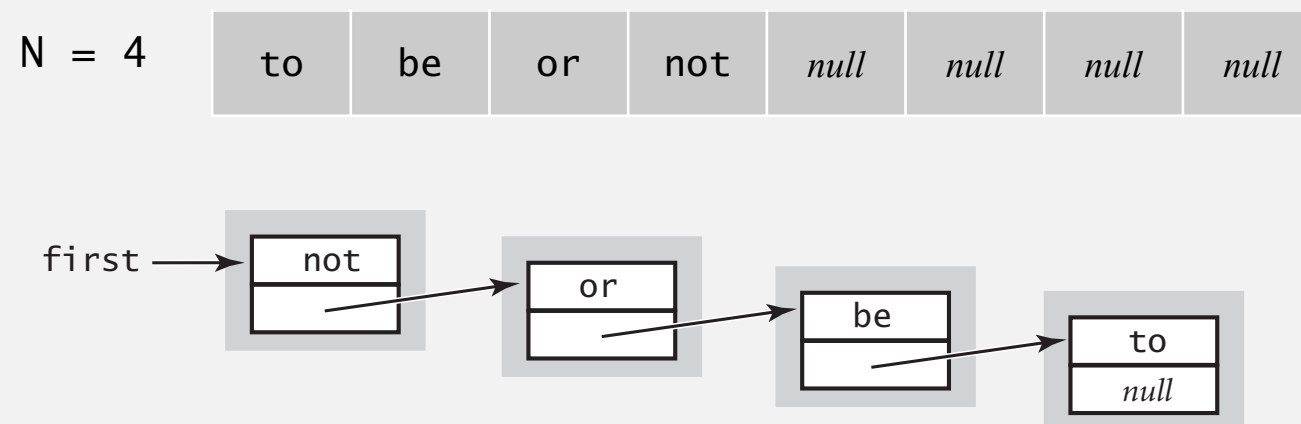 N = 4 to be or not null null null null
first not
or
be
to
null